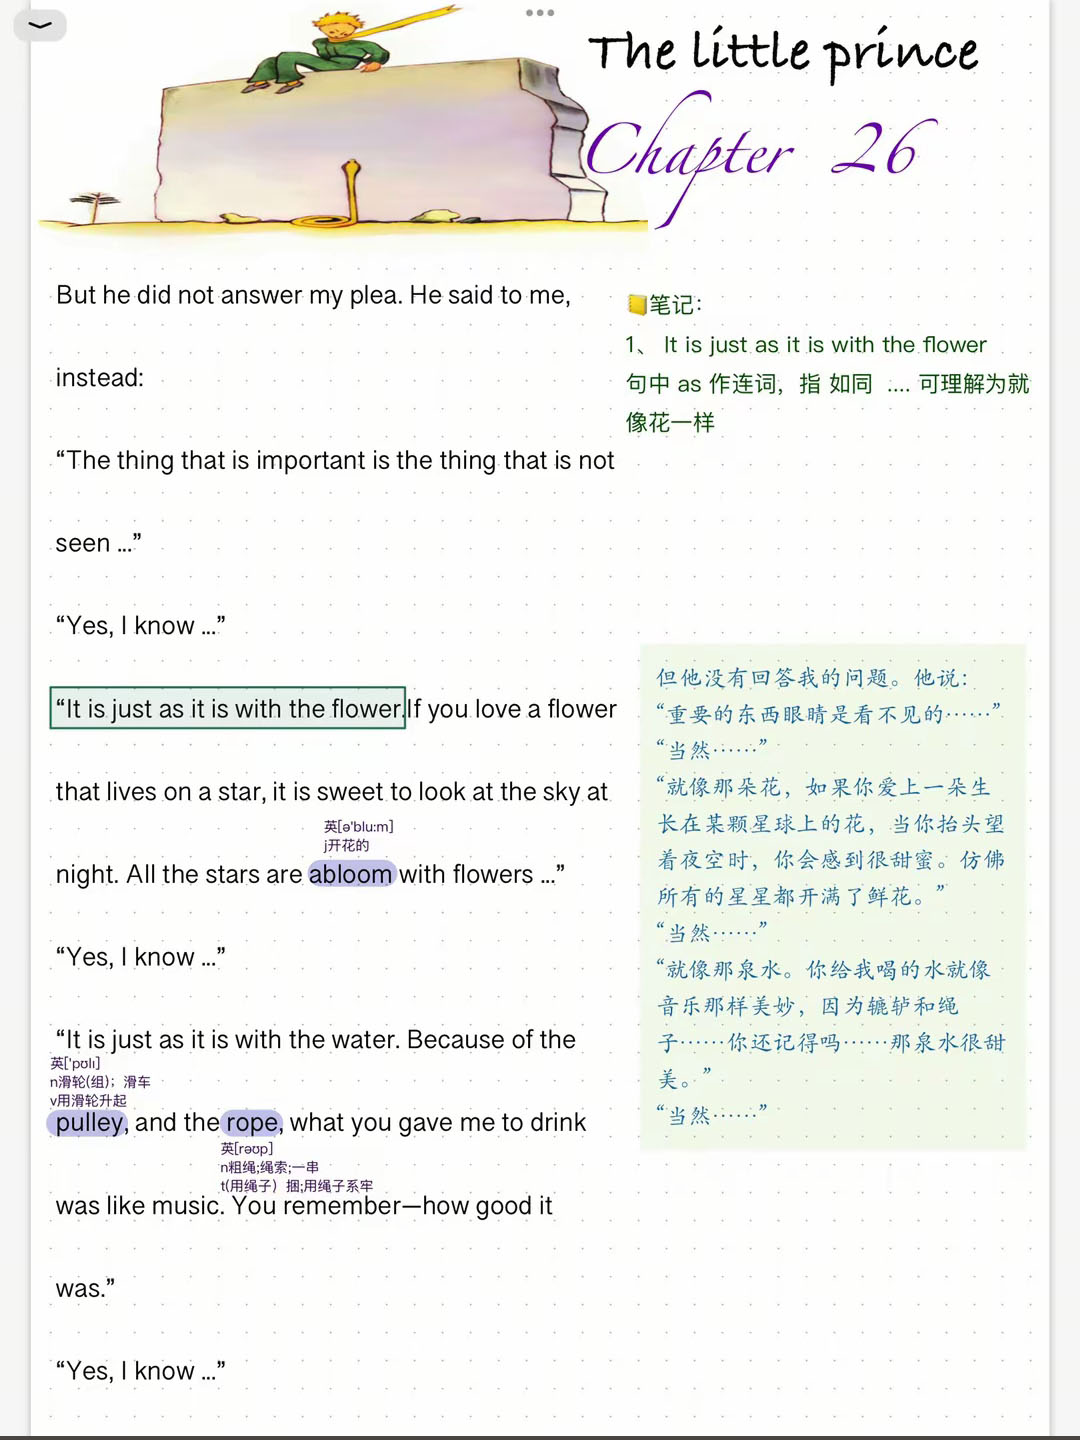 The little prince
Chapter 26
But he did not answer my plea. He said to me,
instead:
“The thing that is important is the thing that is not
seen ...”
“Yes, I know ...”
“It is just as it is with the flower.If you love a flower
that lives on a star, it is sweet to look at the sky at
英[ə'blu:m]
j开花的
night. All the stars are abloom with flowers ...”
“Yes, I know ...”
“It is just as it is with the water. Because of the
英['pʊlɪ]
n滑轮(组)；滑车
v用滑轮升起
pulley, and the rope, what you gave me to drink
英[rəʊp]
n粗绳;绳索;一串
t(用绳子）捆;用绳子系牢
was like music. You remember—how good it
was.”
“Yes, I know ...”
笔记：
1、 It is just as it is with the flower
句中 as 作连词，指 如同 .... 可理解为就
像花一样
但他没有回答我的问题。他说：
“重要的东西眼睛是看不见的……”
“当然……”
“就像那朵花，如果你爱上一朵生
长在某颗星球上的花，当你抬头望
着夜空时，你会感到很甜蜜。仿佛
所有的星星都开满了鲜花。”
“当然……”
“就像那泉水。你给我喝的水就像
音乐那样美妙，因为辘轳和绳
子……你还记得吗……那泉水很甜
美。”
“当然……”